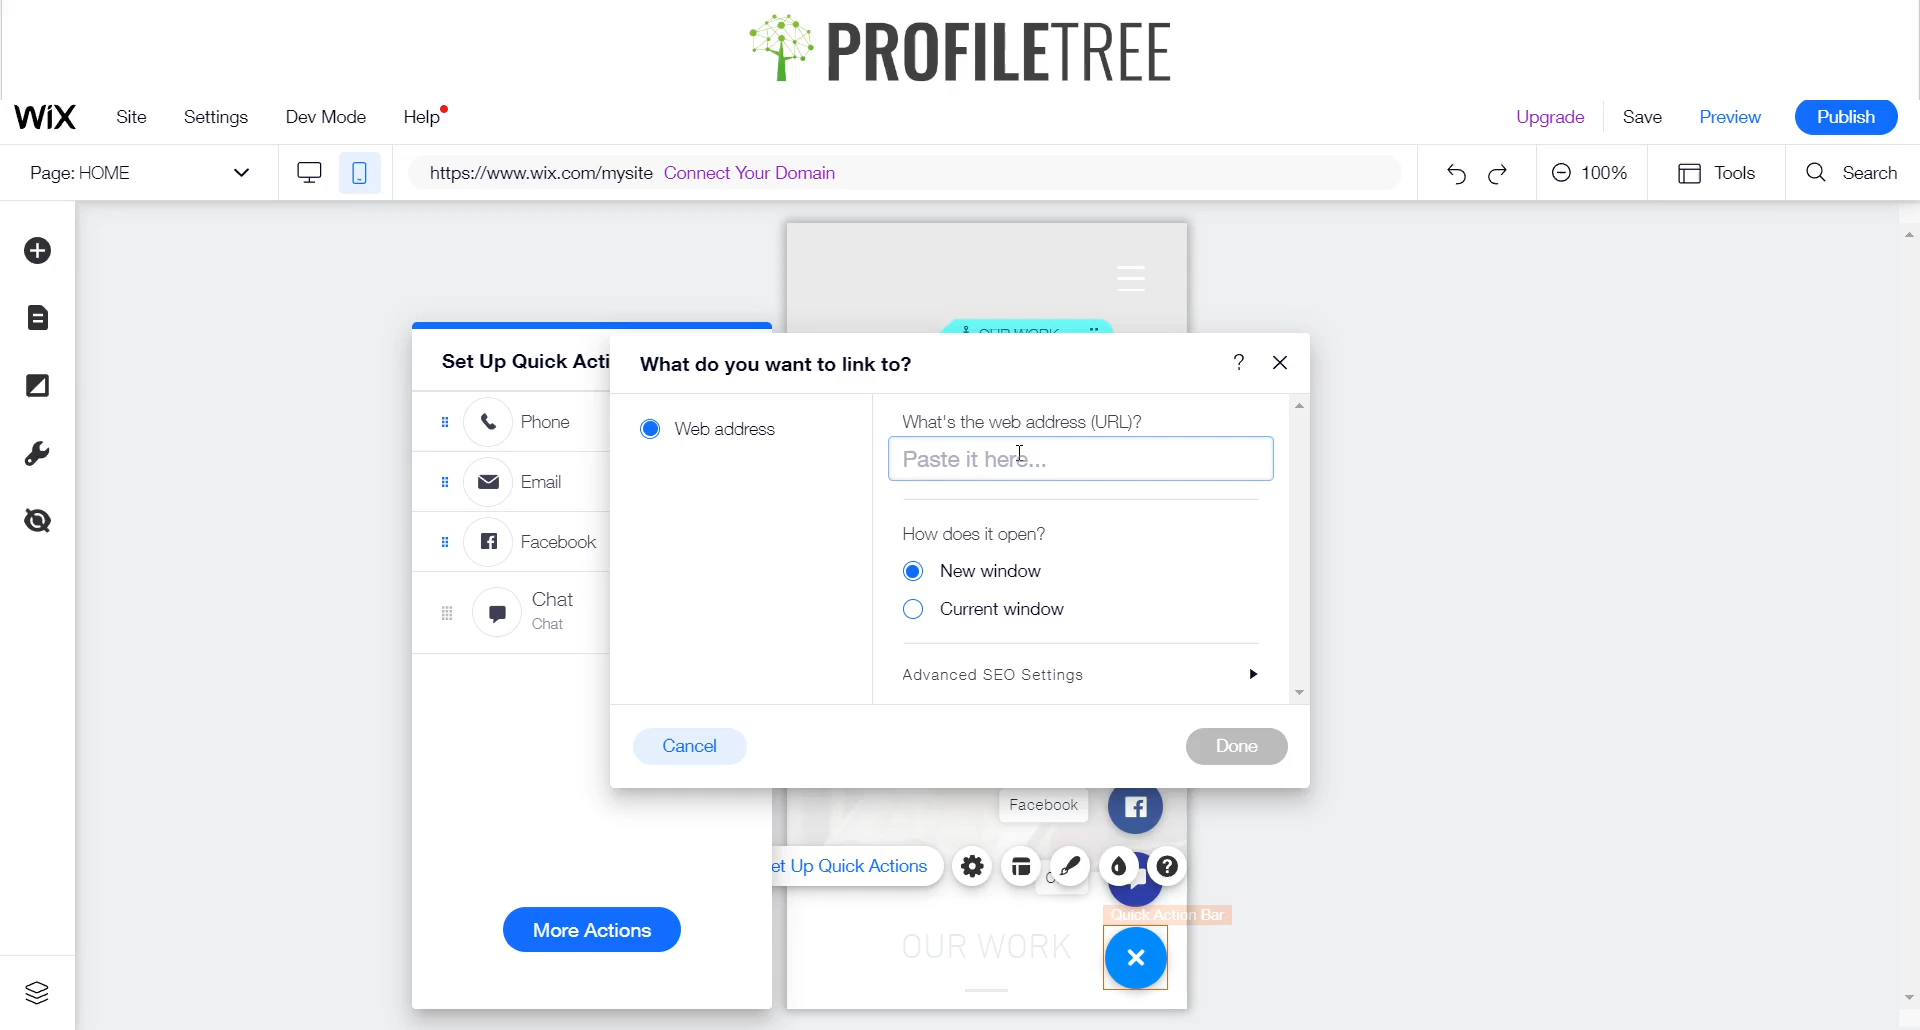 PROFILETREE
WiX Site Settings Dev Mode Help Upgrade Save Preview Publish
Page: HOME https://www.wix.com/mysite Connect Your Domain 100% Tools Search
OUR WORK
Set Up Quick Acti
What do you want to link to? ?
Phone
Email
Facebook
Chat
Chat
Web address
What's the web address (URL)?
Paste it here...
How does it open?
New window
Current window
Advanced SEO Settings
Cancel Done
Facebook
et Up Quick Actions ?
Quick Action Bar
More Actions
OUR WORK